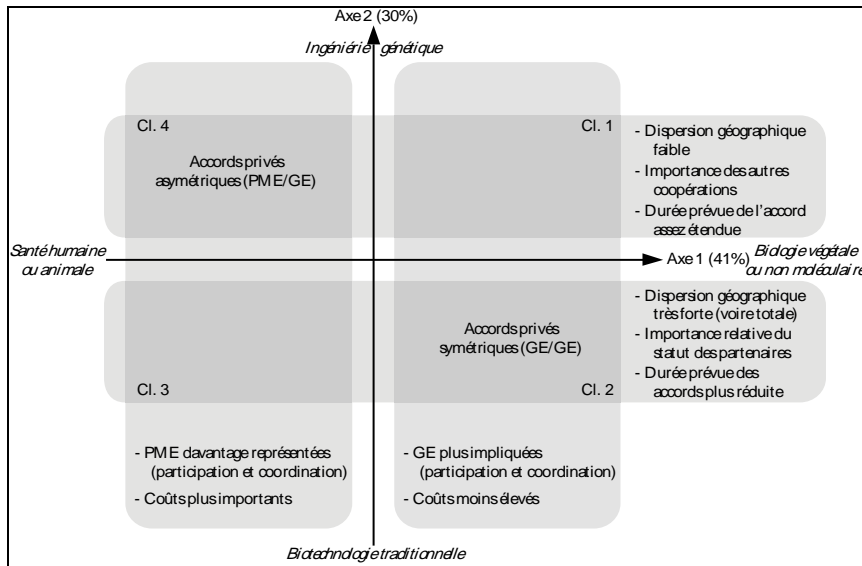 Axe 2 (30%)
Ingéniérie génétique
Cl. 4
Accords privés
asymétriques (PME/GE)
Cl. 1
- Dispersion géographique
faible
- Importance des autres
coopérations
- Durée prévue de l'accord
assez étendue
Santé humaine
ou animale
Axe 1 (41%)
Biologie végétale
ou non moléculaire
Accords privés
symétriques (GE/GE)
- Dispersion géographique
très forte (voire totale)
- Importance relative du
statut des partenaires
- Durée prévue des
accords plus réduite
Cl. 3
Cl. 2
- PME davantage représentées
(participation et coordination)
- Coûts plus importants
- GE plus impliquées
(participation et coordination)
- Coûts moins élevés
Biotechnologie traditionnelle